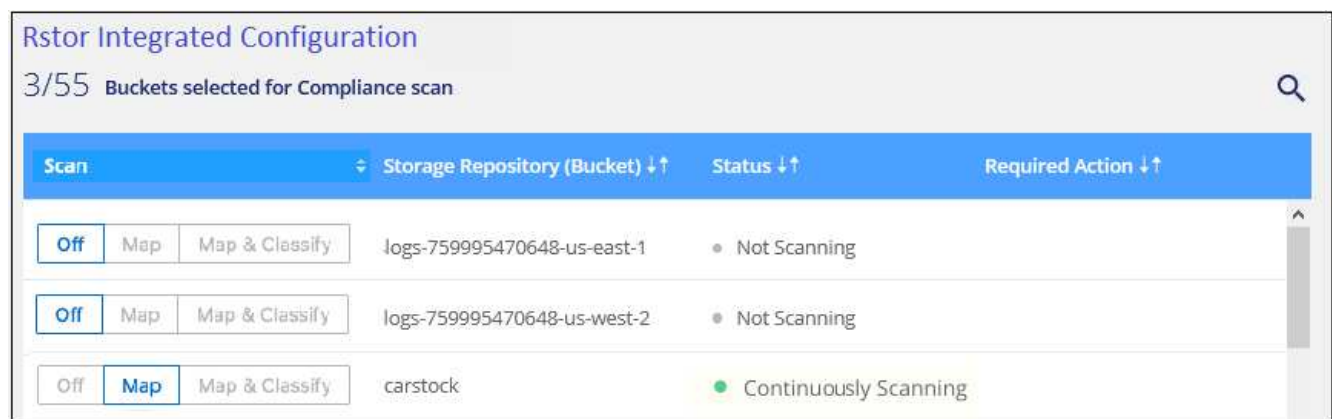 Rstor Integrated Configuration
3/55 Buckets selected for Compliance scan
Scan Storage Repository (Bucket) ↓↑ Status ↓↑ Required Action ↓↑
Off Map Map & Classify logs-759995470648-us-east-1 Not Scanning
Off Map Map & Classify logs-759995470648-us-west-2 Not Scanning
Off Map Map & Classify carstock Continuously Scanning